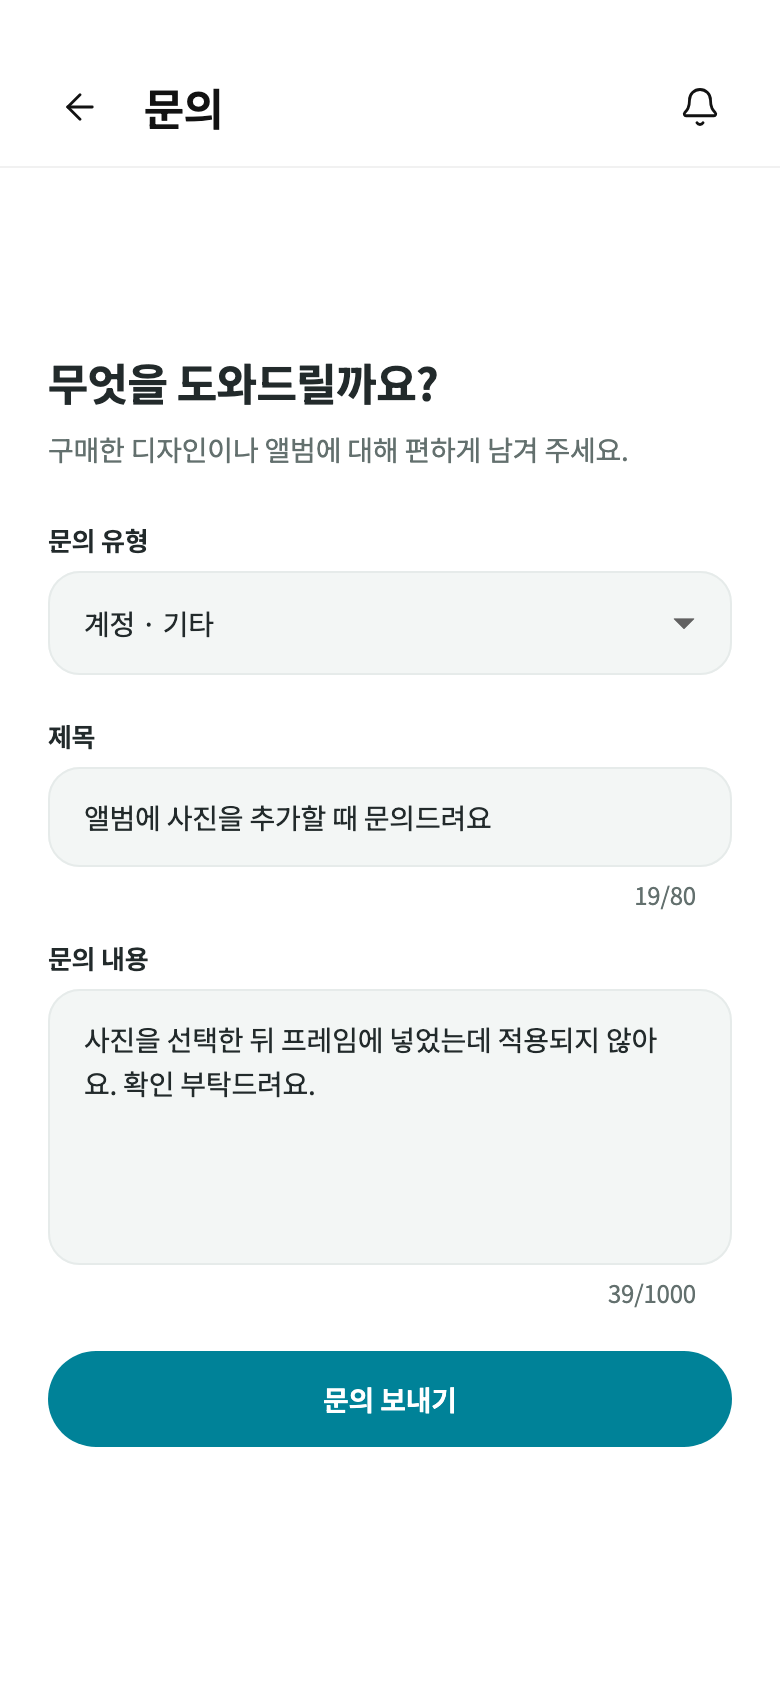 문의
무엇을 도와드릴까요?
구매한 디자인이나 앨범에 대해 편하게 남겨 주세요.
문의 유형
계정 · 기타
제목
앨범에 사진을 추가할 때 문의드려요
19/80
문의 내용
사진을 선택한 뒤 프레임에 넣었는데 적용되지 않아
요. 확인 부탁드려요.
39/1000
문의 보내기